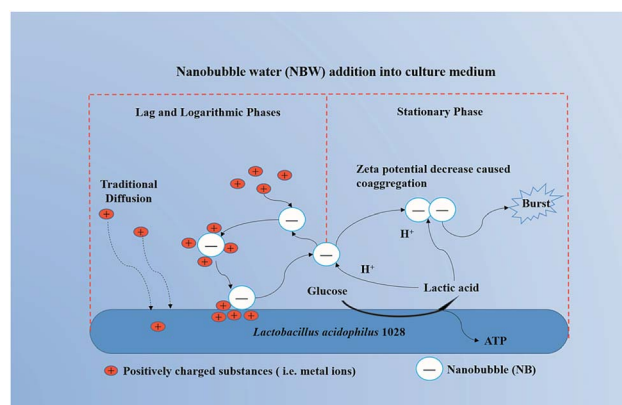 Nanobubble water (NBW) addition into culture medium
Lag and Logarithmic Phases
Stationary Phase
Traditional
Diffusion
Zeta potential decrease caused
coaggregation
Burst
H⁺
H⁺
Glucose
Lactic acid
Lactobacillus acidophilus 1028
ATP
Positively charged substances ( i.e. metal ions)
Nanobubble (NB)